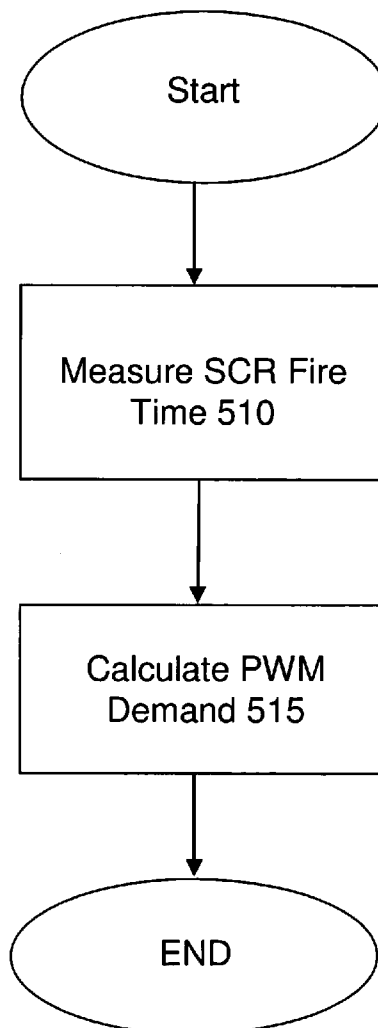 Start
Measure SCR Fire
Time 510
Calculate PWM
Demand 515
END